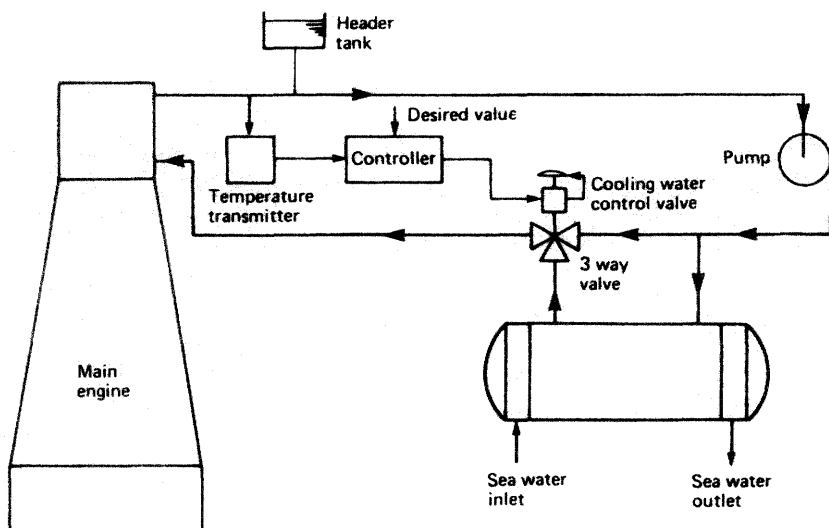 Header
tank
Desired value
Controller
Pump
Temperature
transmitter
Cooling water
control valve
3 way
valve
Main
engine
Sea water
inlet
Sea water
outlet